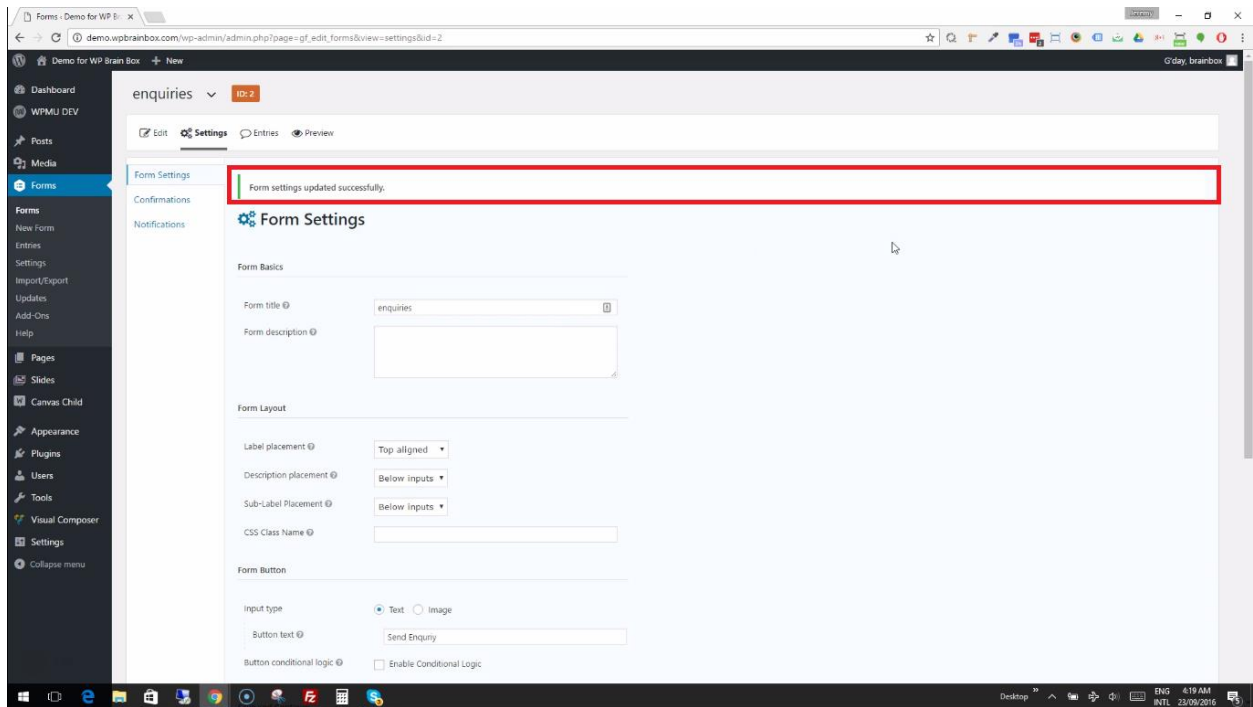 Forms ‹ Demo for WP B
demo.wpbrainbox.com/wp-admin/admin.php?page=gf_edit_forms&view=settings&id=2
Demo for WP Brain Box + New G'day, brainbox
Dashboard
WPMU DEV
Posts
Media
Forms
Forms
New Form
Entries
Settings
Import/Export
Updates
Add-Ons
Help
Pages
Slides
Canvas Child
Appearance
Plugins
Users
Tools
Visual Composer
Settings
Collapse menu
enquiries ID: 2
Edit Settings Entries Preview
Form Settings
Confirmations
Notifications
Form settings updated successfully.
Form Settings
Form Basics
Form title enquiries
Form description
Form Layout
Label placement Top aligned
Description placement Below inputs
Sub-Label Placement Below inputs
CSS Class Name
Form Button
Input type Text Image
Button text Send Enquriy
Button conditional logic Enable Conditional Logic
Desktop ENG 4:19 AM
INTL 23/09/2016